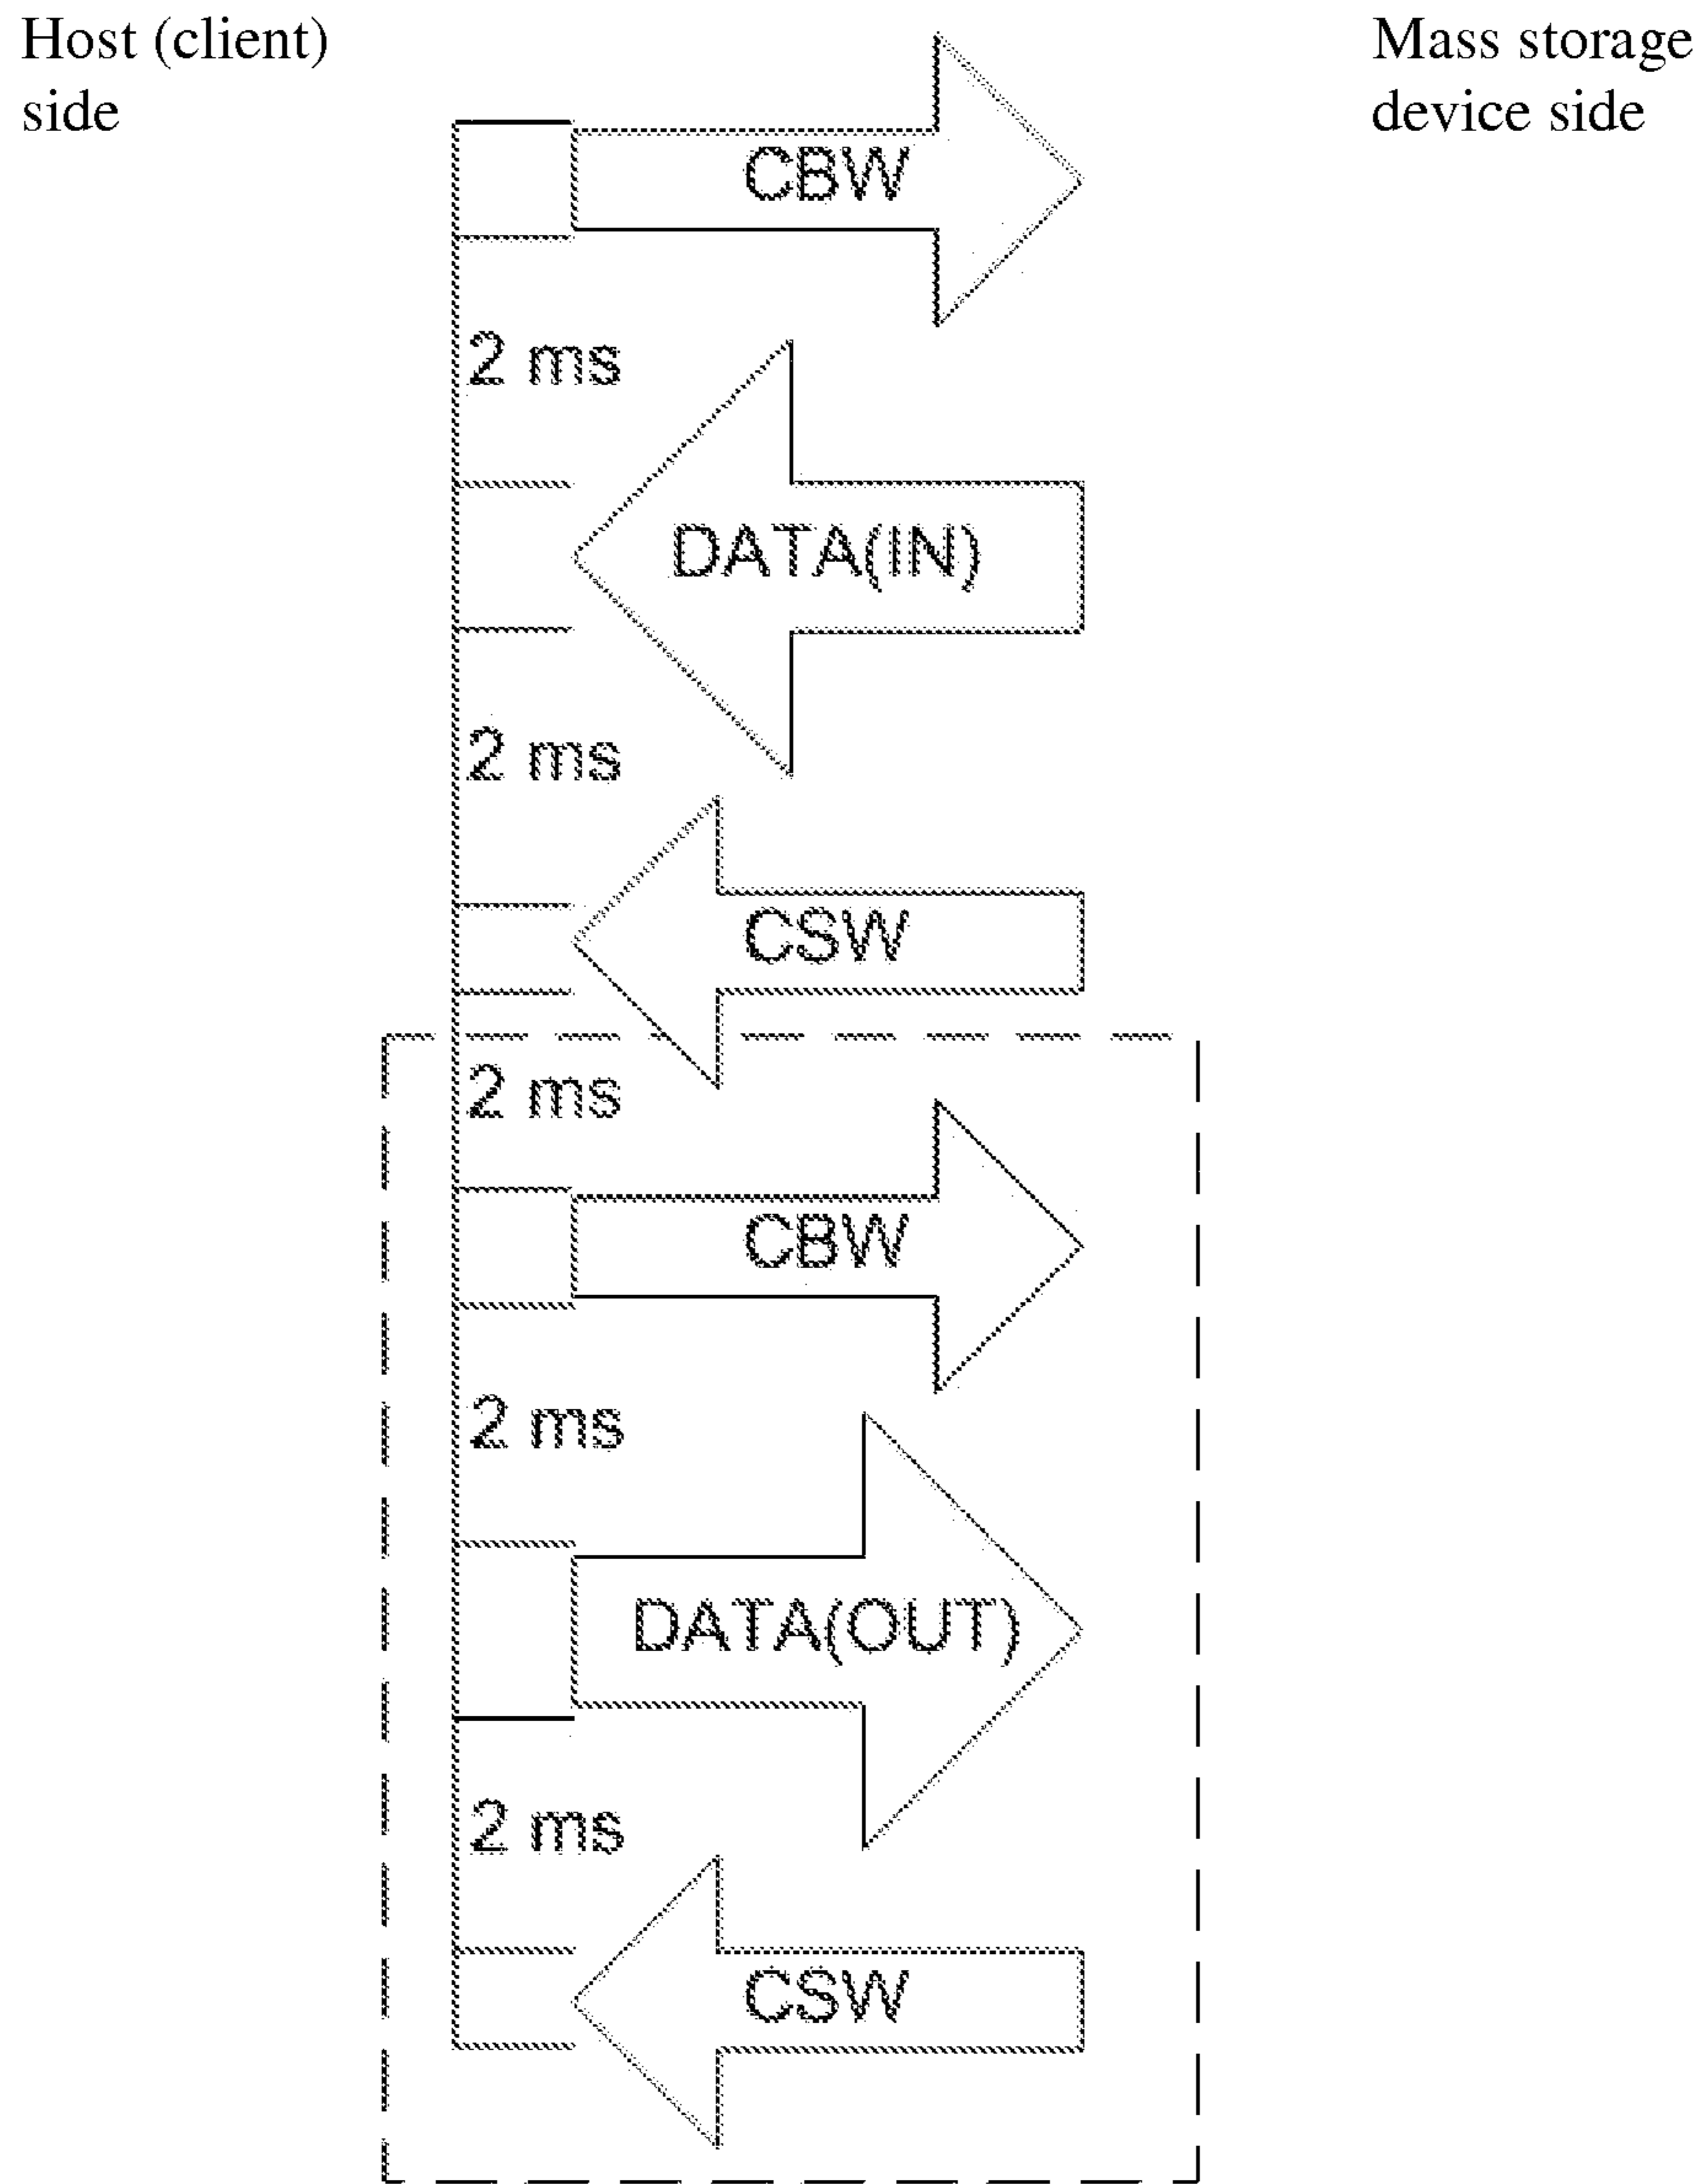 Host (client)
side
Mass storage
device side
CBW
2 ms
DATA(IN)
2 ms
CSW
2 ms
CBW
2 ms
DATA(OUT)
2 ms
CSW